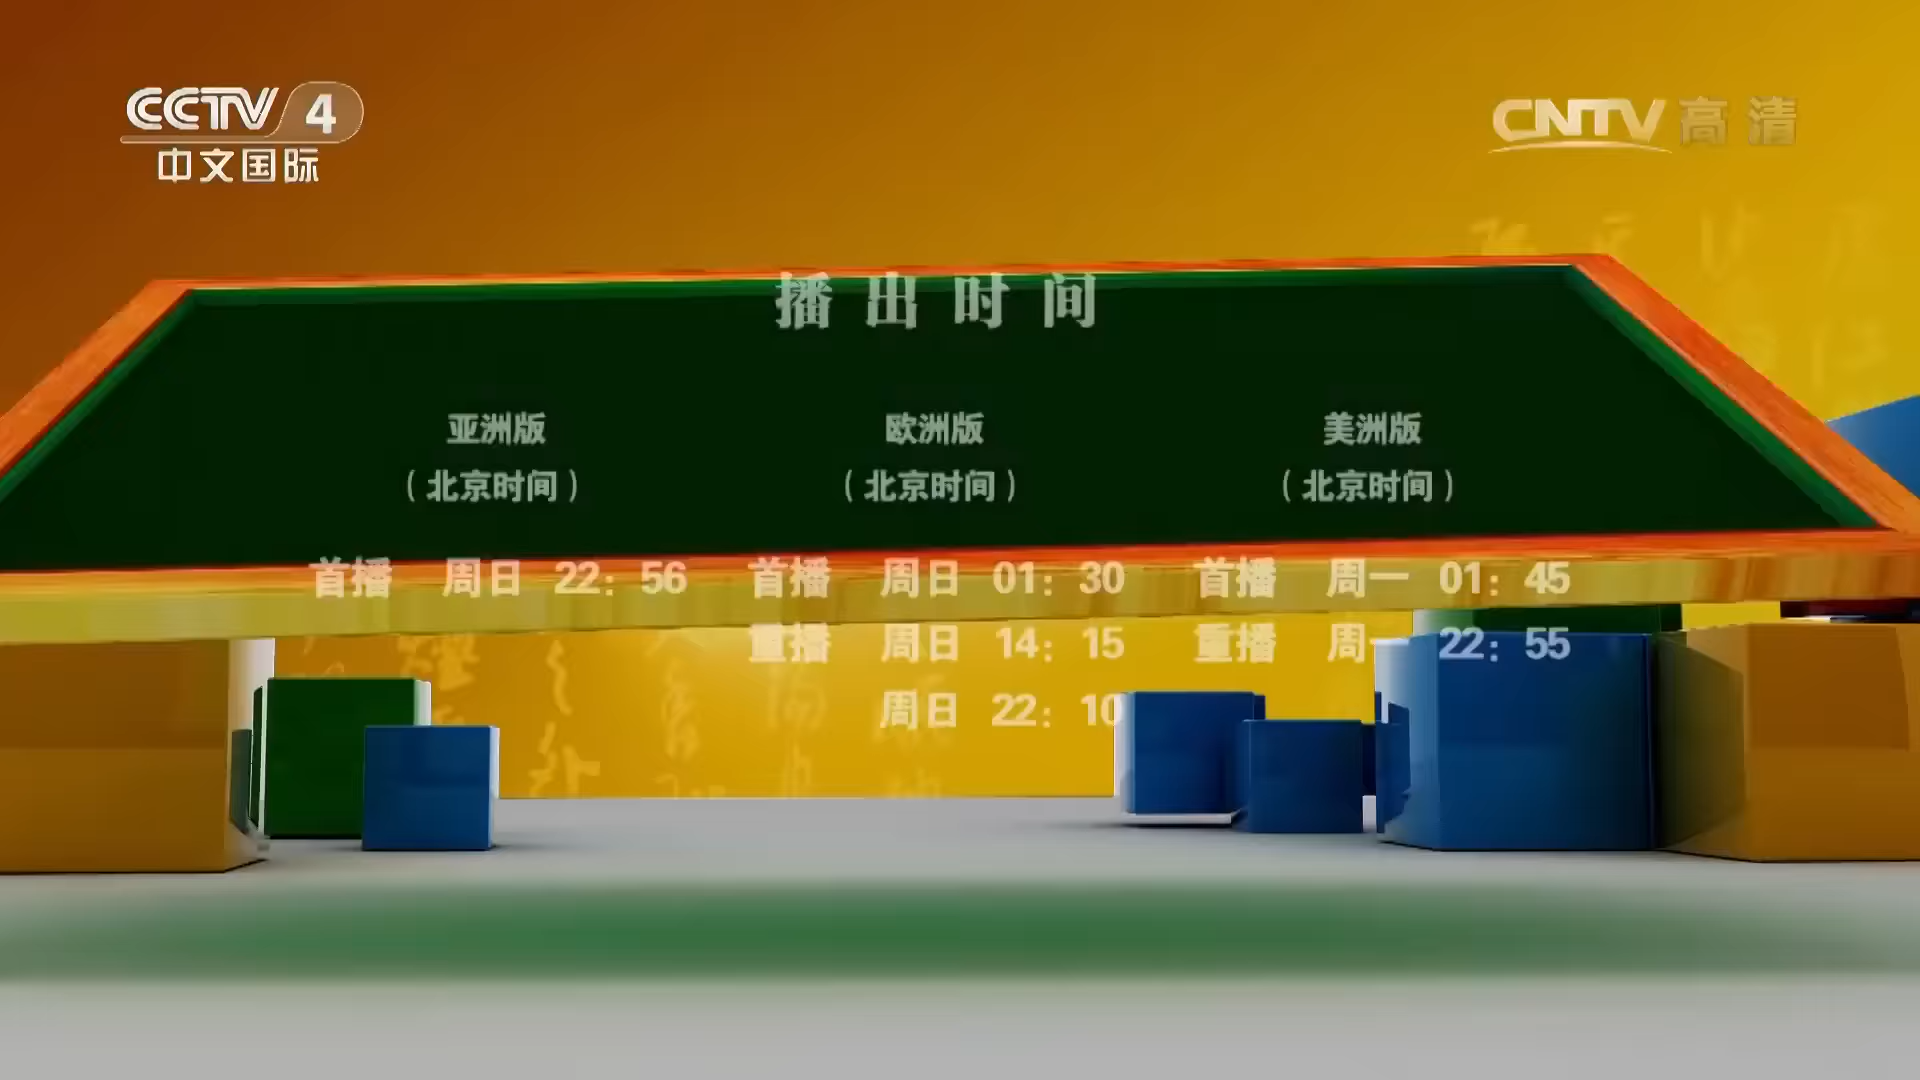 CCTV 4
中文国际
CNTV 高清
播出时间
亚洲版 欧洲版 美洲版
(北京时间) (北京时间) (北京时间)
首播 周日 22: 56 首播 周日 01: 30 首播 周一 01: 45
重播 周日 14: 15 重播 周一 22: 55
周日 22: 10